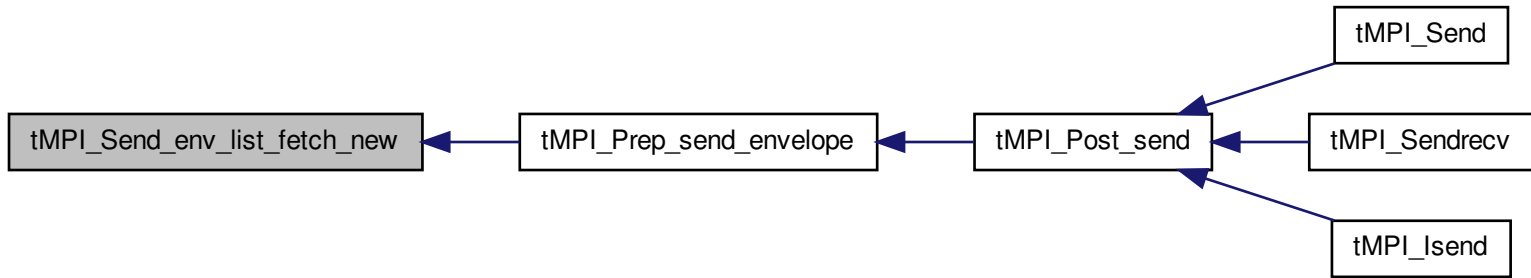 tMPI_Send_env_list_fetch_new
tMPI_Prep_send_envelope
tMPI_Post_send
tMPI_Send
tMPI_Sendrecv
tMPI_Isend